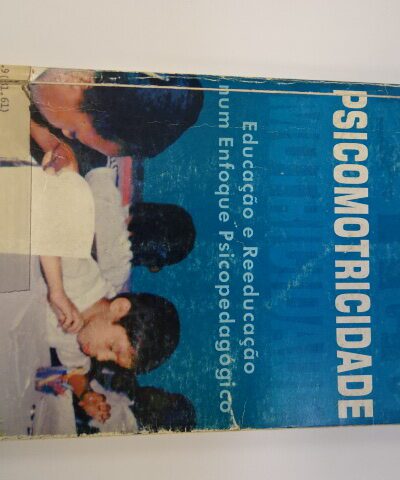 PSICOMOTRICIDADE
Educação e Reeducação
num Enfoque Psicopedagógico